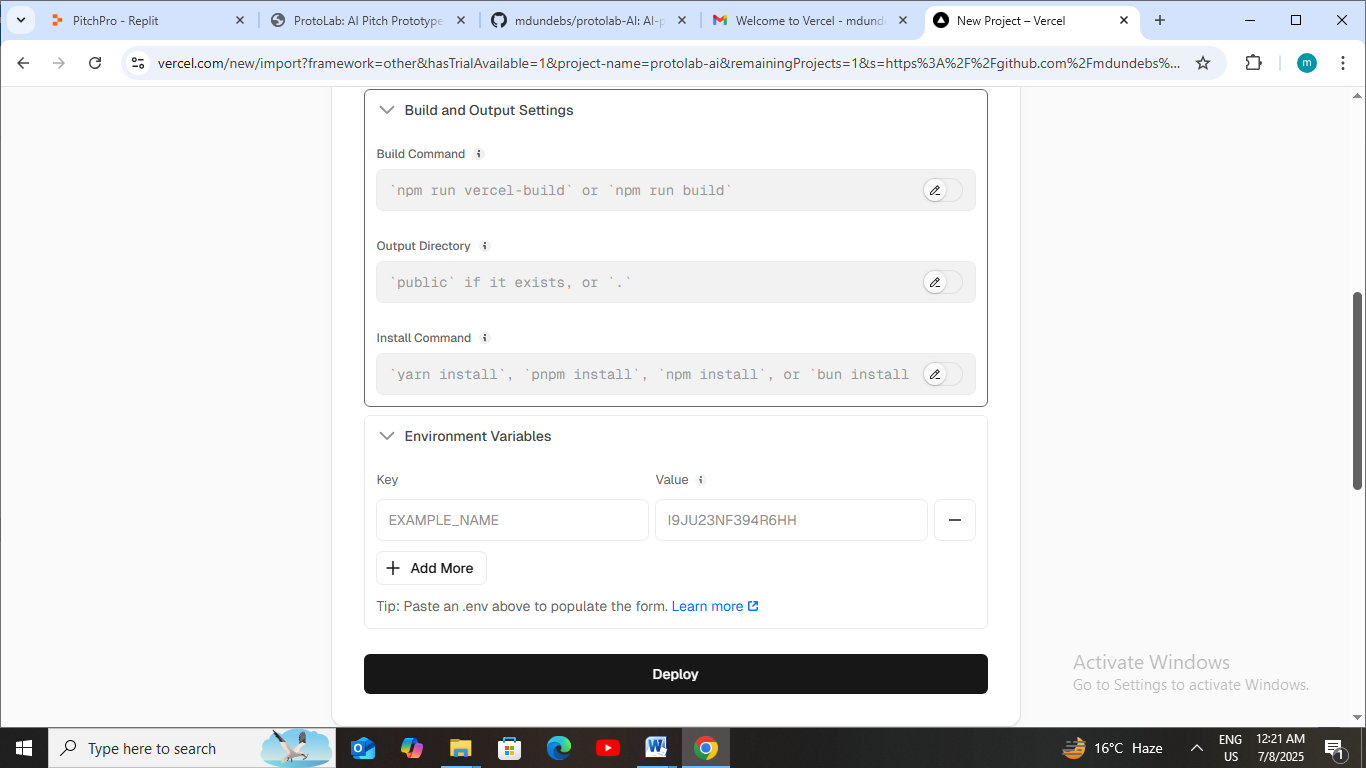 PitchPro - Replit
ProtoLab: AI Pitch Prototype
mdundebs/protolab-AI: AI-p
Welcome to Vercel - mdund
New Project – Vercel
vercel.com/new/import?framework=other&hasTrialAvailable=1&project-name=protolab-ai&remainingProjects=1&s=https%3A%2F%2Fgithub.com%2Fmdundebs%...
m
Build and Output Settings
Build Command
`npm run vercel-build` or `npm run build`
Output Directory
`public` if it exists, or `.`
Install Command
`yarn install`, `pnpm install`, `npm install`, or `bun install
Environment Variables
Key Value
EXAMPLE_NAME I9JU23NF394R6HH
Add More
Tip: Paste an .env above to populate the form. Learn more
Deploy
Activate Windows
Go to Settings to activate Windows.
Type here to search
16°C Haze
ENG
US
12:21 AM
7/8/2025
1